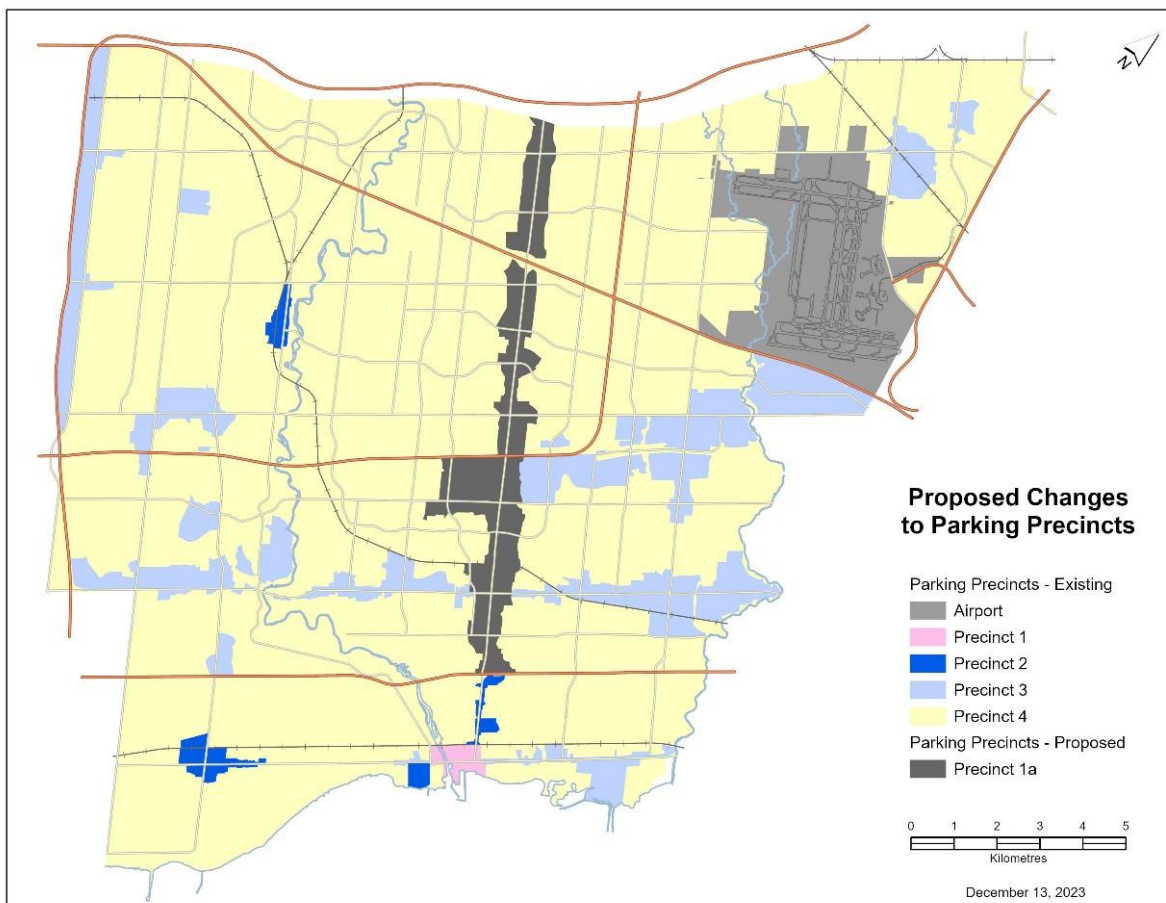 N
Proposed Changes
to Parking Precincts
Parking Precincts - Existing
Airport
Precinct 1
Precinct 2
Precinct 3
Precinct 4
Parking Precincts - Proposed
Precinct 1a
0 1 2 3 4 5
Kilometres
December 13, 2023